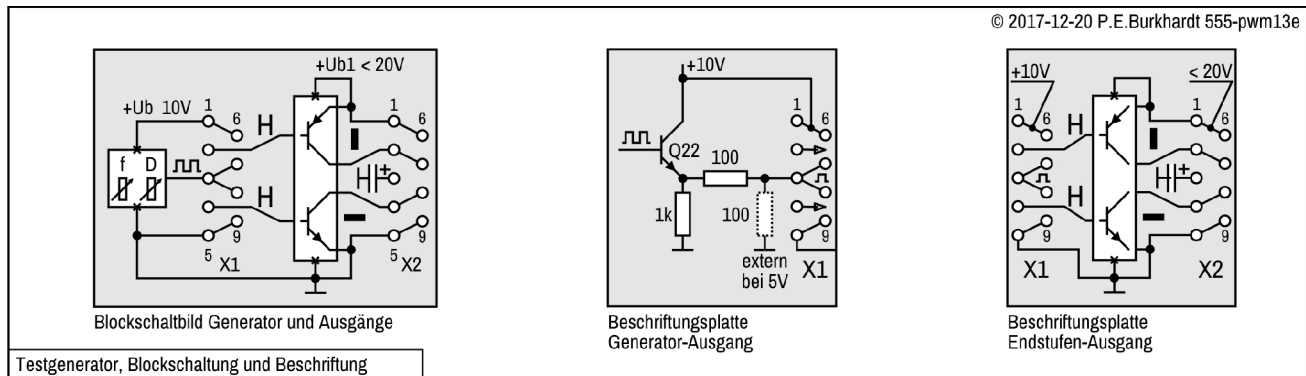 © 2017-12-20 P.E.Burkhardt 555-pwm13e
+Ub1 < 20V
+Ub 10V
1
6
H
f D
H
9
5
X1
1
6
+
9
5
X2
Blockschaltbild Generator und Ausgänge
+10V
1
6
Q22
100
1k
100
9
extern
bei 5V
X1
Beschriftungsplatte
Generator-Ausgang
+10V
< 20V
1
6
H
1
6
+
H
9
9
X1
X2
Beschriftungsplatte
Endstufen-Ausgang
Testgenerator, Blockschaltung und Beschriftung